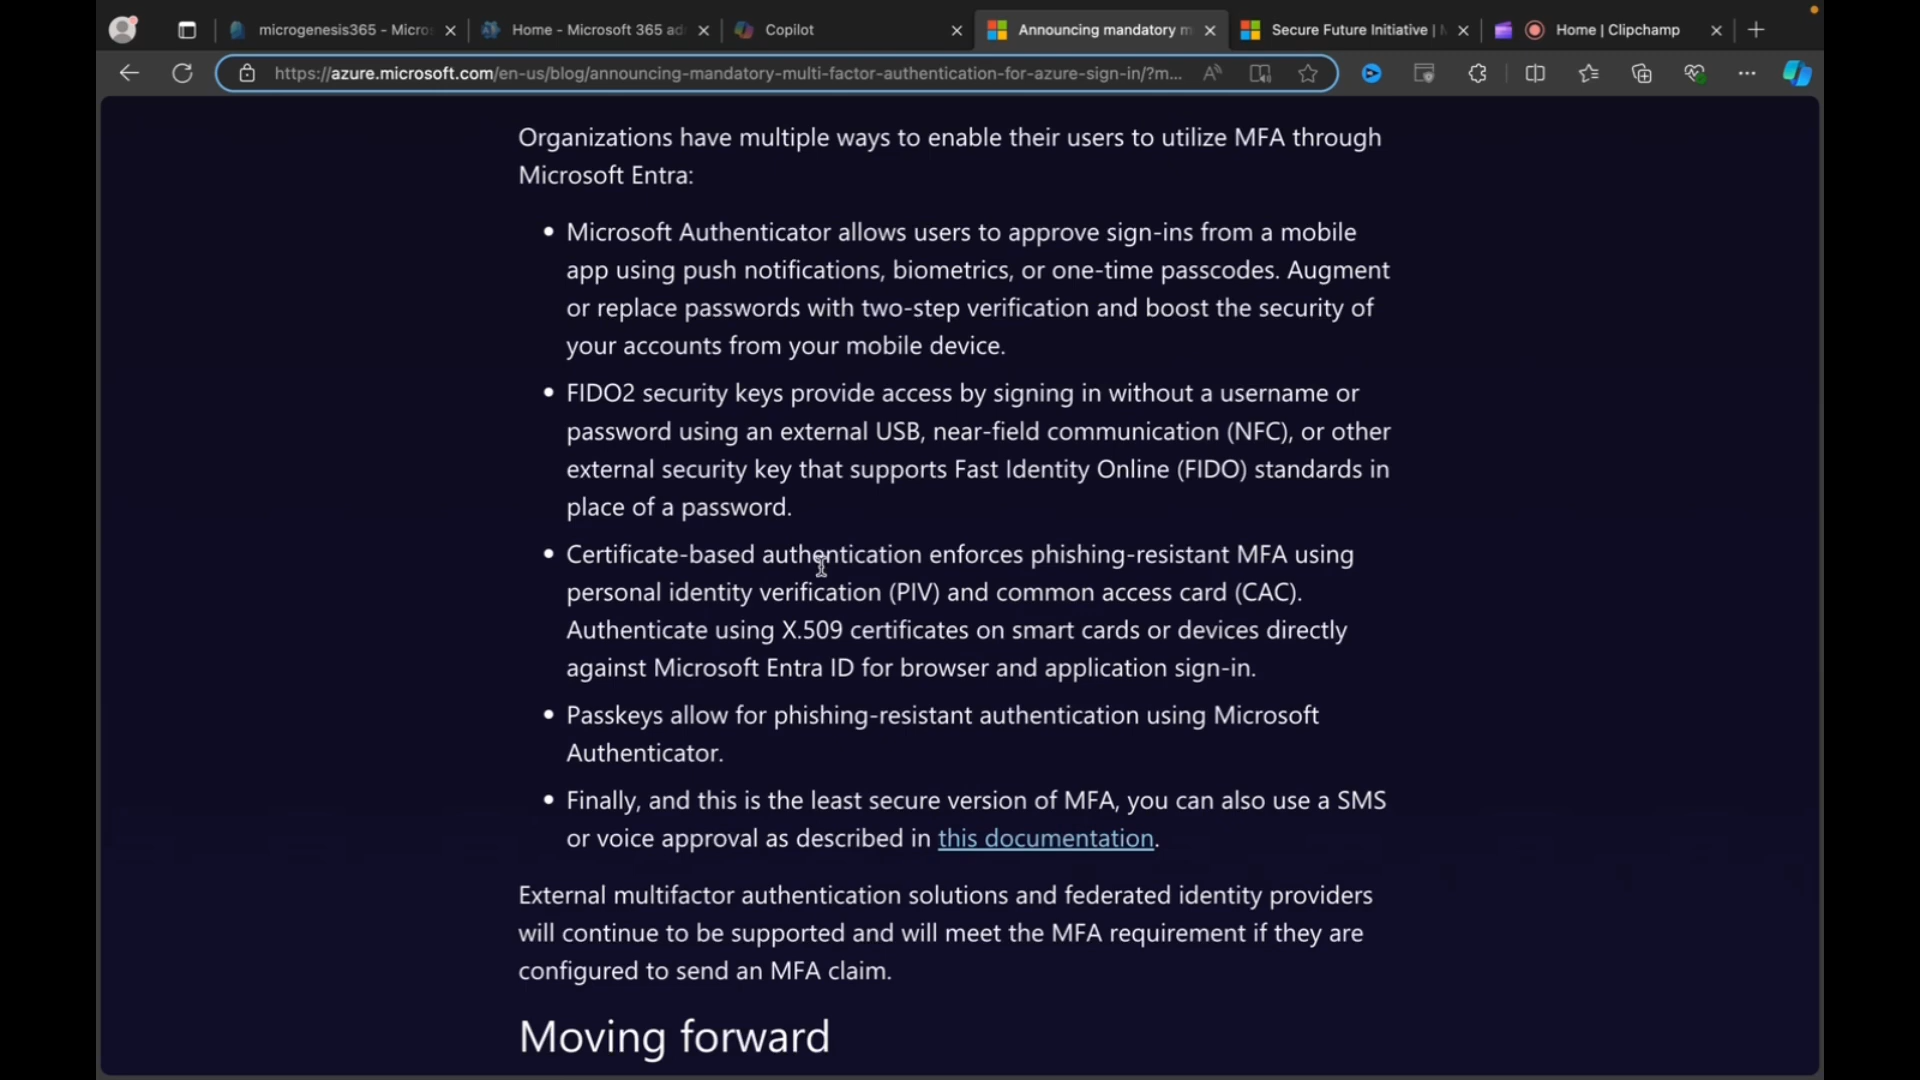 microgenesis365 - Micros
Home - Microsoft 365 ad
Copilot
Announcing mandatory m
Secure Future Initiative |
Home | Clipchamp
https://azure.microsoft.com/en-us/blog/announcing-mandatory-multi-factor-authentication-for-azure-sign-in/?m...
Organizations have multiple ways to enable their users to utilize MFA through
Microsoft Entra:
• Microsoft Authenticator allows users to approve sign-ins from a mobile
app using push notifications, biometrics, or one-time passcodes. Augment
or replace passwords with two-step verification and boost the security of
your accounts from your mobile device.
• FIDO2 security keys provide access by signing in without a username or
password using an external USB, near-field communication (NFC), or other
external security key that supports Fast Identity Online (FIDO) standards in
place of a password.
• Certificate-based authentication enforces phishing-resistant MFA using
personal identity verification (PIV) and common access card (CAC).
Authenticate using X.509 certificates on smart cards or devices directly
against Microsoft Entra ID for browser and application sign-in.
• Passkeys allow for phishing-resistant authentication using Microsoft
Authenticator.
• Finally, and this is the least secure version of MFA, you can also use a SMS
or voice approval as described in this documentation.
External multifactor authentication solutions and federated identity providers
will continue to be supported and will meet the MFA requirement if they are
configured to send an MFA claim.
Moving forward